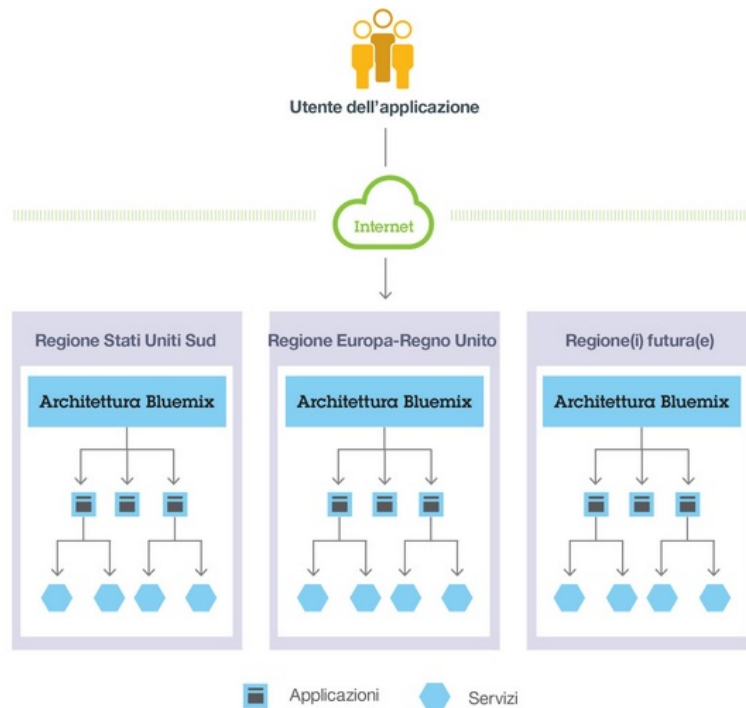 Utente dell'applicazione
Internet
Regione Stati Uniti Sud
Regione Europa-Regno Unito
Regione(i) futura(e)
Architettura Bluemix
Architettura Bluemix
Architettura Bluemix
Applicazioni
Servizi